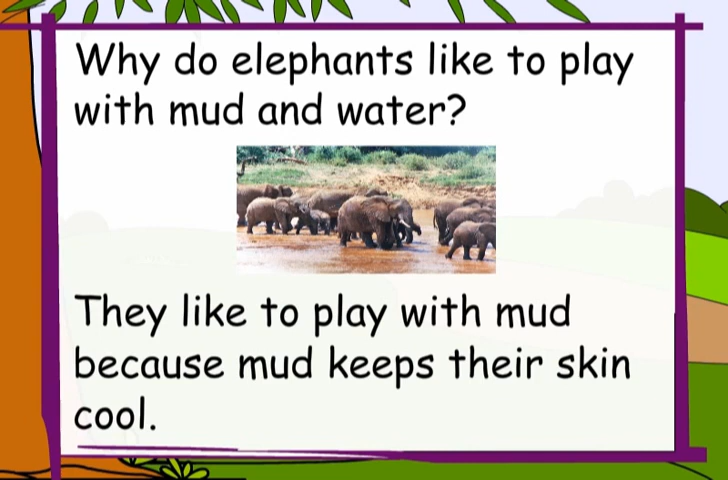 Why do elephants like to play
with mud and water?
They like to play with mud
because mud keeps their skin
cool.